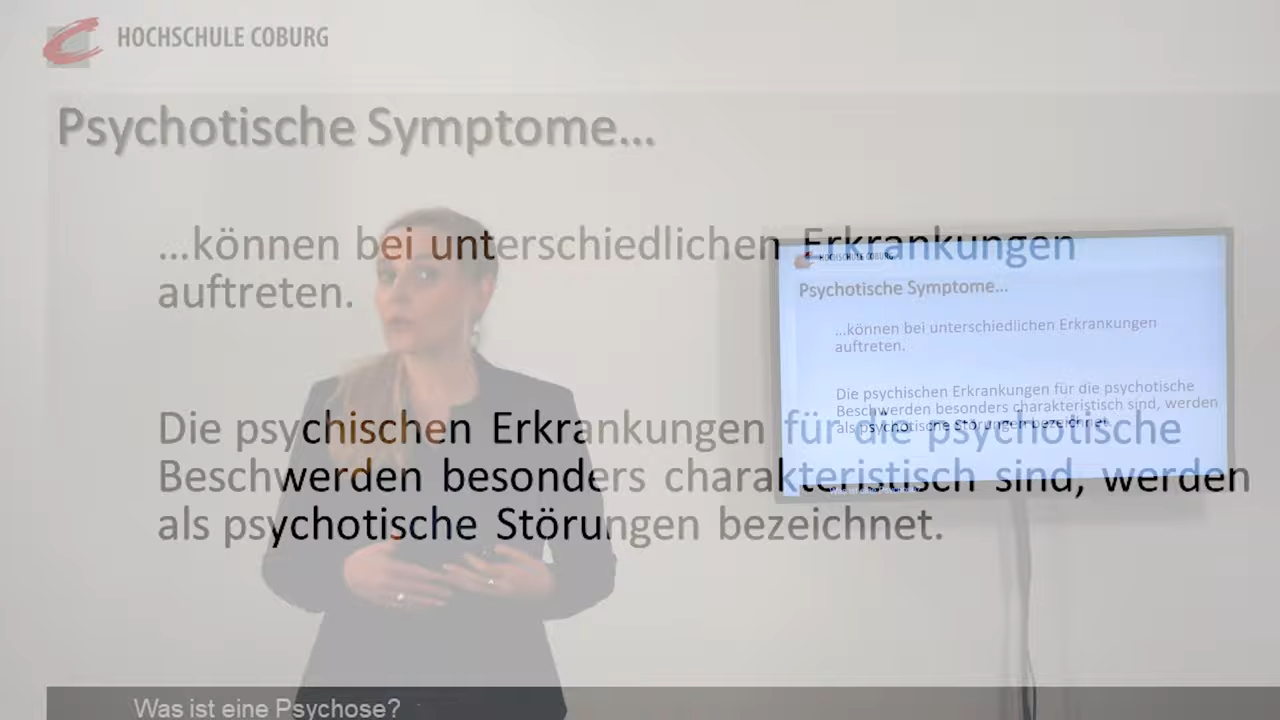 HOCHSCHULE COBURG
Psychotische Symptome...
...können bei unterschiedlichen Erkrankungen
auftreten.
Die psychischen Erkrankungen für die psychotische
Beschwerden besonders charakteristisch sind, werden
als psychotische Störungen bezeichnet.
Was ist eine Psychose?
HOCHSCHULE COBURG
Psychotische Symptome...
...können bei unterschiedlichen Erkrankungen
auftreten.
Die psychischen Erkrankungen für die psychotische
Beschwerden besonders charakteristisch sind, werden
als psychotische Störungen bezeichnet.